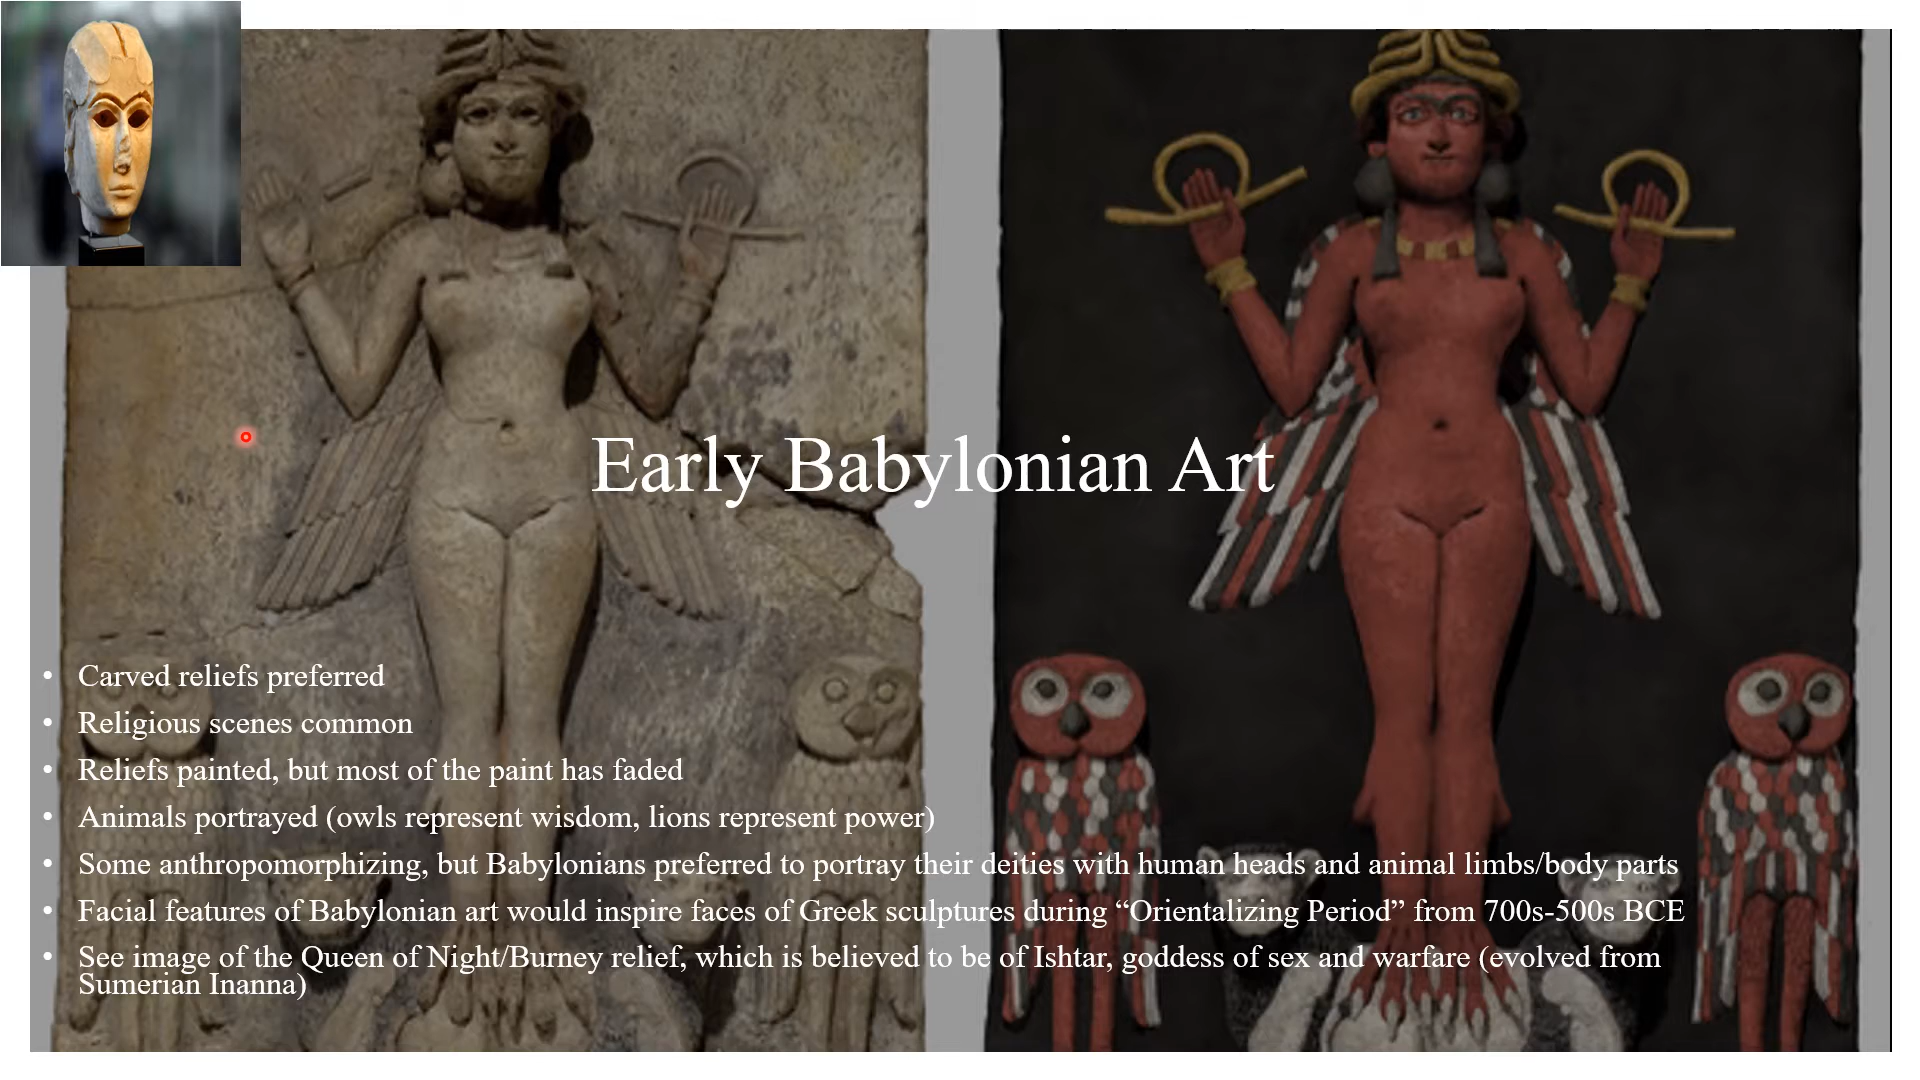 Early Babylonian Art
• Carved reliefs preferred
• Religious scenes common
• Reliefs painted, but most of the paint has faded
• Animals portrayed (owls represent wisdom, lions represent power)
• Some anthropomorphizing, but Babylonians preferred to portray their deities with human heads and animal limbs/body parts
• Facial features of Babylonian art would inspire faces of Greek sculptures during “Orientalizing Period” from 700s-500s BCE
• See image of the Queen of Night/Burney relief, which is believed to be of Ishtar, goddess of sex and warfare (evolved from
Sumerian Inanna)